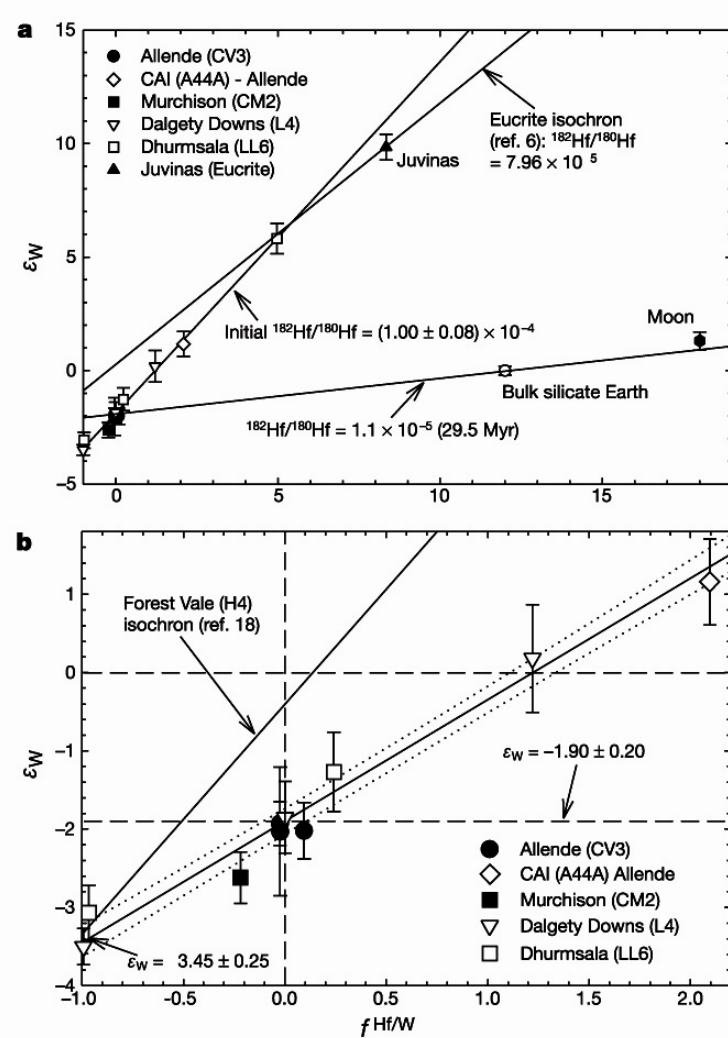 a
15
10
5
0
−5
εW
Allende (CV3)
CAI (A44A) - Allende
Murchison (CM2)
Dalgety Downs (L4)
Dhurmsala (LL6)
Juvinas (Eucrite)
Juvinas
Eucrite isochron
(ref. 6): ¹⁸²Hf/¹⁸⁰Hf
= 7.96 × 10 ⁵
Initial ¹⁸²Hf/¹⁸⁰Hf = (1.00 ± 0.08) × 10⁻⁴
Moon
Bulk silicate Earth
¹⁸²Hf/¹⁸⁰Hf = 1.1 × 10⁻⁵ (29.5 Myr)
0 5 10 15
b
1
0
−1
−2
−3
−4
εW
Forest Vale (H4)
isochron (ref. 18)
εW = −1.90 ± 0.20
Allende (CV3)
CAI (A44A) Allende
Murchison (CM2)
Dalgety Downs (L4)
Dhurmsala (LL6)
εW = 3.45 ± 0.25
−1.0 −0.5 0.0 0.5 1.0 1.5 2.0
f Hf/W